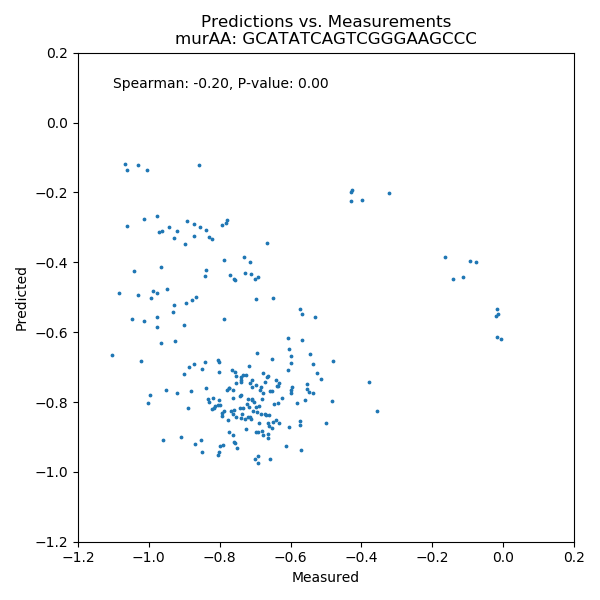 Predictions vs. Measurements
murAA: GCATATCAGTCGGGAAGCCC
Spearman: -0.20, P-value: 0.00
0.2
0.0
−0.2
−0.4
−0.6
−0.8
−1.0
−1.2
Predicted
−1.2 −1.0 −0.8 −0.6 −0.4 −0.2 0.0 0.2
Measured